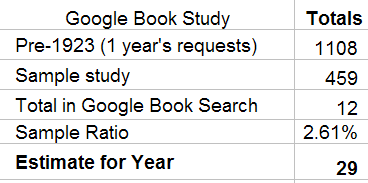 Google Book Study Totals
Pre-1923 (1 year's requests) 1108
Sample study 459
Total in Google Book Search 12
Sample Ratio 2.61%
Estimate for Year 29